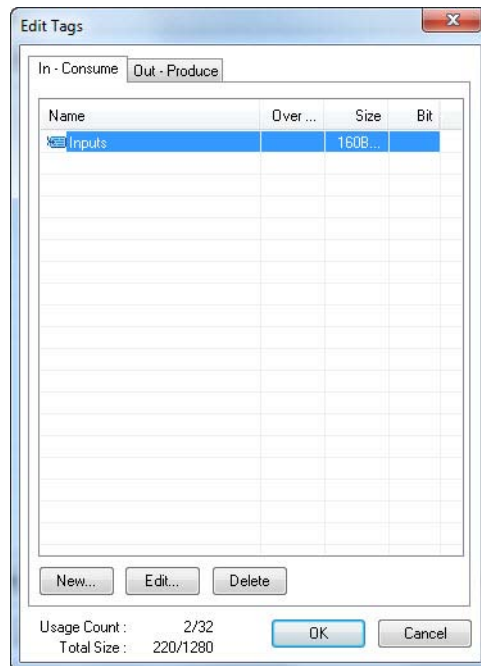 Edit Tags
In - Consume Out - Produce
Name Over ... Size Bit
Inputs 160B...
New... Edit... Delete
Usage Count : 2/32
Total Size : 220/1280
OK Cancel